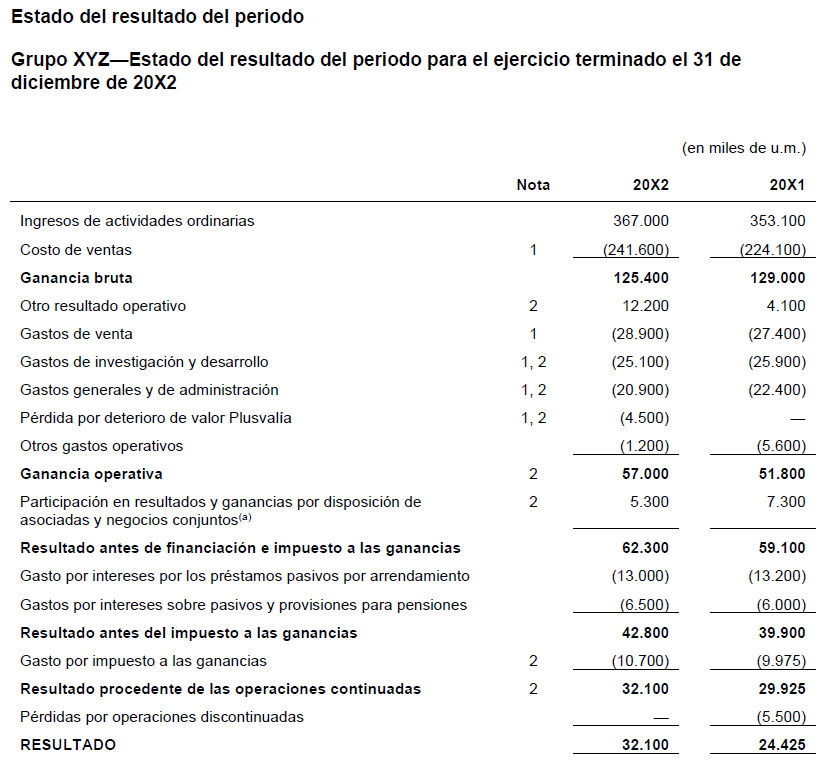 Estado del resultado del periodo
Grupo XYZ—Estado del resultado del periodo para el ejercicio terminado el 31 de
diciembre de 20X2
(en miles de u.m.)
Nota 20X2 20X1
Ingresos de actividades ordinarias 367.000 353.100
Costo de ventas 1 (241.600) (224.100)
Ganancia bruta 125.400 129.000
Otro resultado operativo 2 12.200 4.100
Gastos de venta 1 (28.900) (27.400)
Gastos de investigación y desarrollo 1, 2 (25.100) (25.900)
Gastos generales y de administración 1, 2 (20.900) (22.400)
Pérdida por deterioro de valor Plusvalía 1, 2 (4.500) —
Otros gastos operativos (1.200) (5.600)
Ganancia operativa 2 57.000 51.800
Participación en resultados y ganancias por disposición de 2 5.300 7.300
asociadas y negocios conjuntos(a)
Resultado antes de financiación e impuesto a las ganancias 62.300 59.100
Gasto por intereses por los préstamos pasivos por arrendamiento (13.000) (13.200)
Gastos por intereses sobre pasivos y provisiones para pensiones (6.500) (6.000)
Resultado antes del impuesto a las ganancias 42.800 39.900
Gasto por impuesto a las ganancias 2 (10.700) (9.975)
Resultado procedente de las operaciones continuadas 2 32.100 29.925
Pérdidas por operaciones discontinuadas — (5.500)
RESULTADO 32.100 24.425